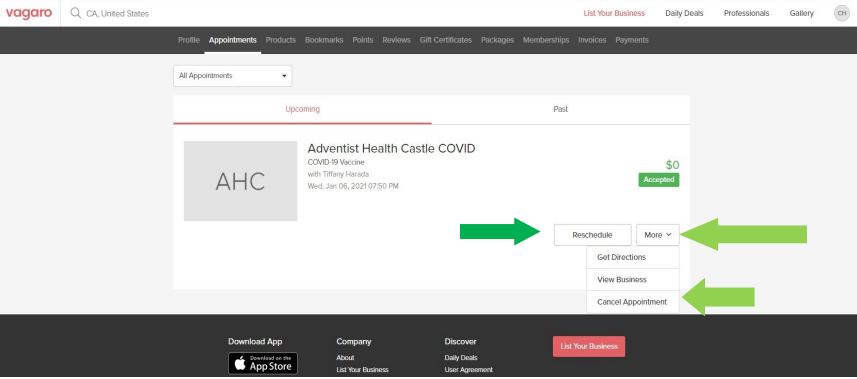 vagaro CA, United States List Your Business Daily Deals Professionals Gallery CH
Profile Appointments Products Bookmarks Points Reviews Gift Certificates Packages Memberships Invoices Payments
All Appointments
Upcoming Past
AHC
Adventist Health Castle COVID
COVID-19 Vaccine
with Tiffany Harada
Wed, Jan 06, 2021 07:50 PM
$0
Accepted
Reschedule More
Get Directions
View Business
Cancel Appointment
Download App Company Discover List Your Business
Download on the
App Store
About Daily Deals
List Your Business User Agreement